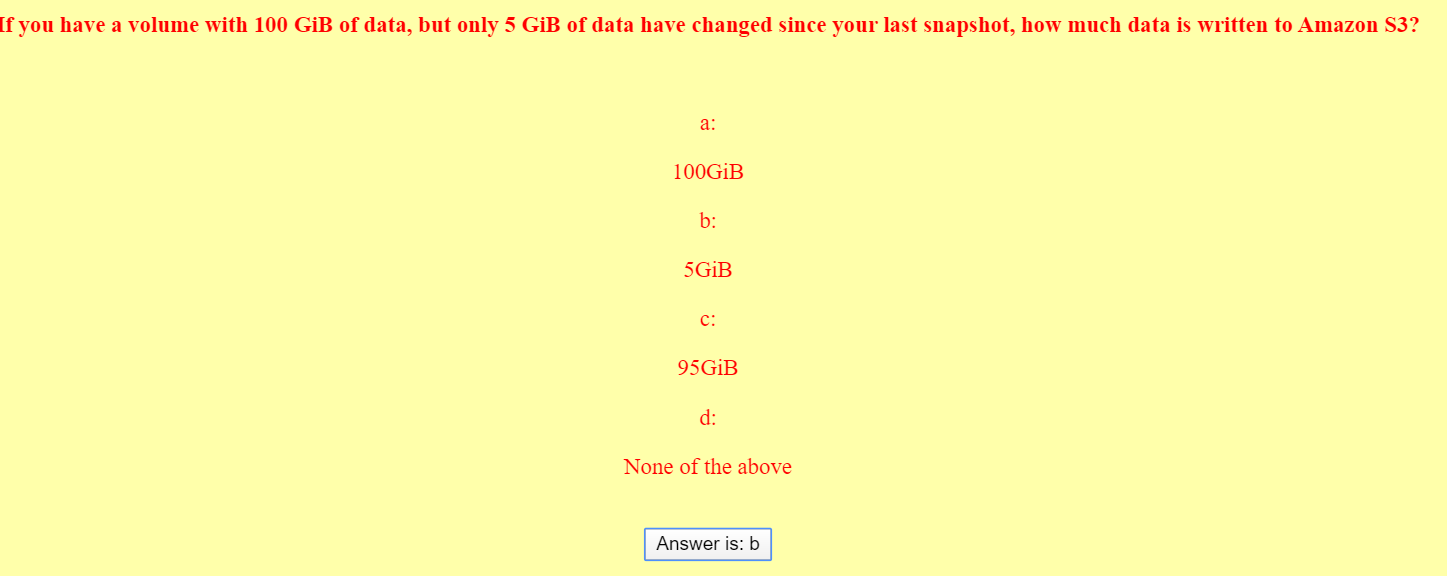 If you have a volume with 100 GiB of data, but only 5 GiB of data have changed since your last snapshot, how much data is written to Amazon S3?
a:
100GiB
b:
5GiB
c:
95GiB
d:
None of the above
Answer is: b